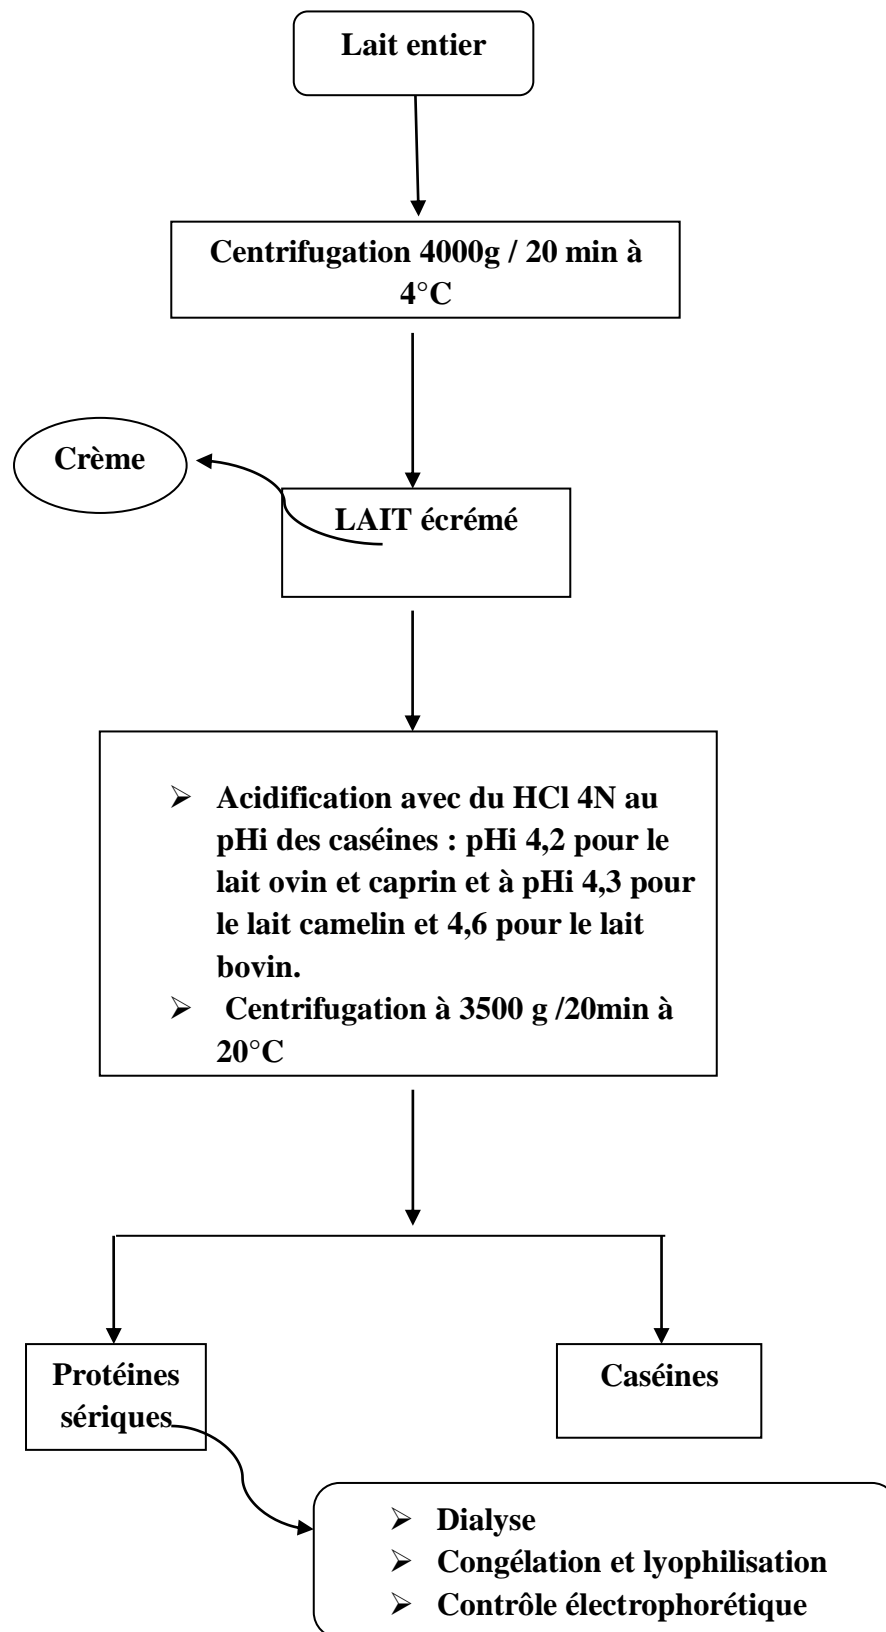 Lait entier
Centrifugation 4000g / 20 min à
4°C
Crème
LAIT écrémé
➢ Acidification avec du HCl 4N au
pHi des caséines : pHi 4,2 pour le
lait ovin et caprin et à pHi 4,3 pour
le lait camelin et 4,6 pour le lait
bovin.
➢ Centrifugation à 3500 g /20min à
20°C
Protéines
sériques
Caséines
➢ Dialyse
➢ Congélation et lyophilisation
➢ Contrôle électrophorétique